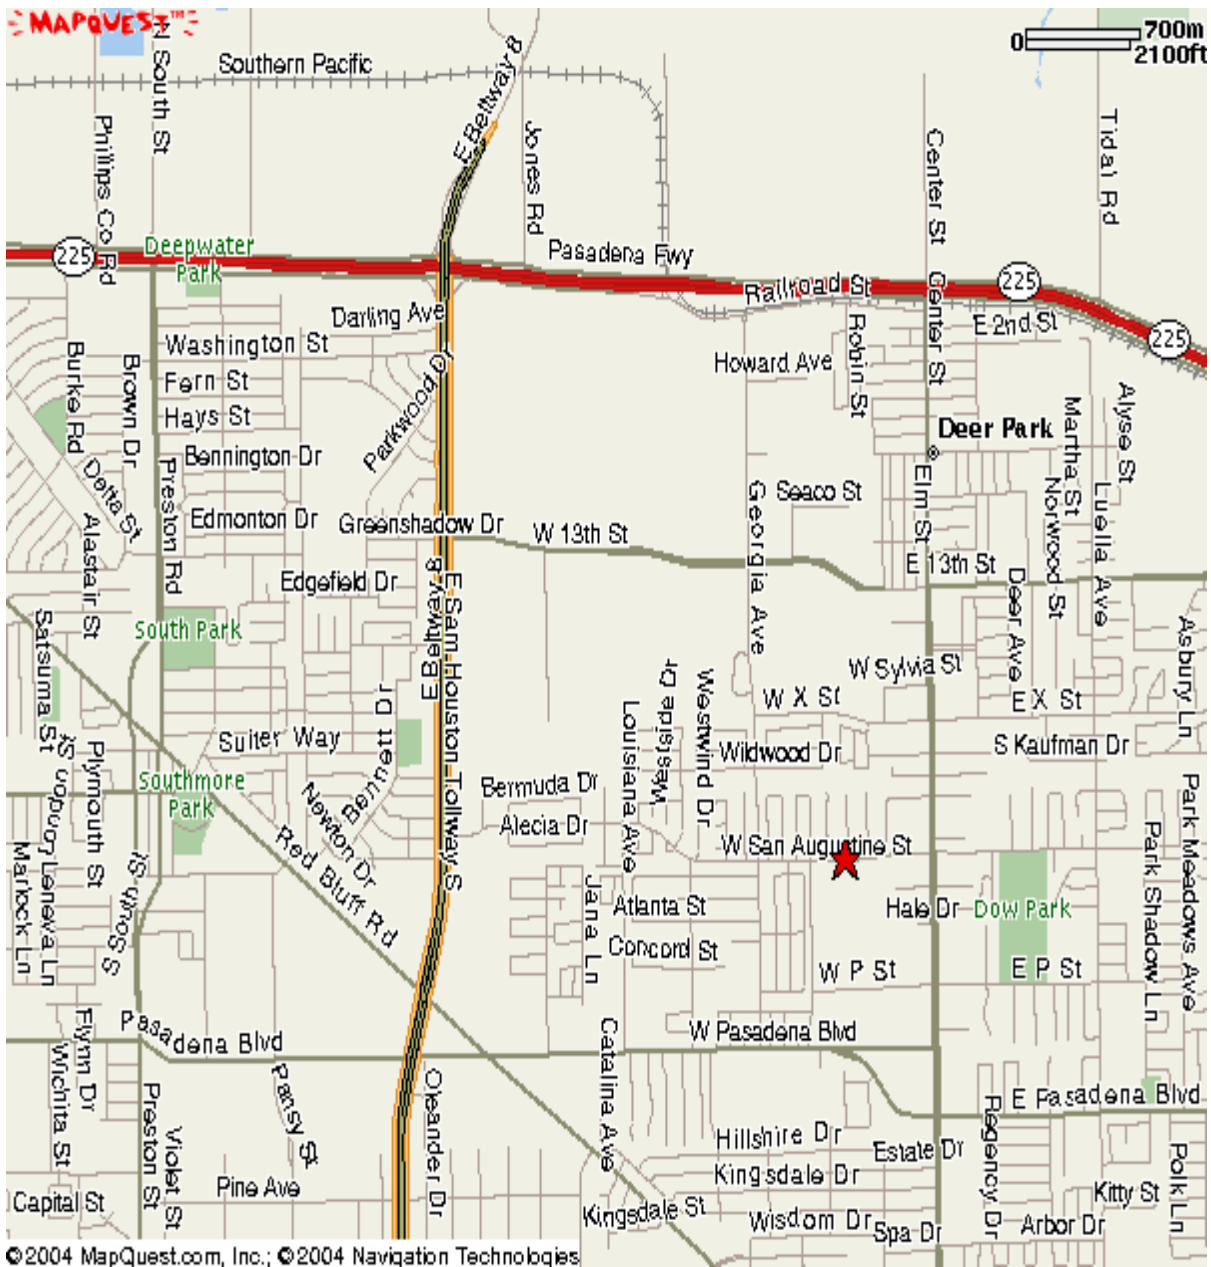 MAPQUEST™
700m
0
2100ft
Southern Pacific
N South St
E Beltway 8
Jones Rd
Phillips Co Rd
Center St
Tidal Rd
225
Deepwater
Park
Pasadena Fwy
Railroad St
225
Center St
E 2nd St
225
Darling Ave
Washington St
Fern St
Hays St
Bennington Dr
Edmonton Dr
Parkwood Dr
Burke Rd
Brown Dr
Delta St
Preston Rd
Alastair St
Howard Ave
Robin St
Deer Park
Martha St
Alyse St
Luella Ave
Norwood St
Elm St
Seaco St
Georgia Ave
Greenshadow Dr
W 13th St
E 13th St
Edgefield Dr
E Beltway 8
E Sam Houston Tollway S
South Park
Satsuma St
Deer Ave
Asbury Ln
W Sylvia St
W X St
E X St
Wildwood Dr
S Kaufman Dr
Westside Dr
Westwind Dr
Louisiana Ave
Suiter Way
Bennett Dr
Newton Dr
Red Bluff Rd
Southmore
Park
Plymouth St
Leneva Ln
Marlock Ln
S South St
Bermuda Dr
Alecia Dr
W San Augustine St
Jana Ln
Atlanta St
Concord St
Hale Dr
Dow Park
Park Shadow Ln
Park Meadows Ave
W P St
E P St
Pasadena Blvd
W Pasadena Blvd
E Pasadena Blvd
Flynn Dr
Wichita St
Preston St
Violet St
Pansy St
Oleander Dr
Catalina Ave
Hillshire Dr
Estate Dr
Regency Dr
Kingsdale Dr
Kingsdale St
Wisdom Dr
Spa Dr
Kitty St
Arbor Dr
Polk Ln
Capital St
Pine Ave
©2004 MapQuest.com, Inc.; ©2004 Navigation Technologies